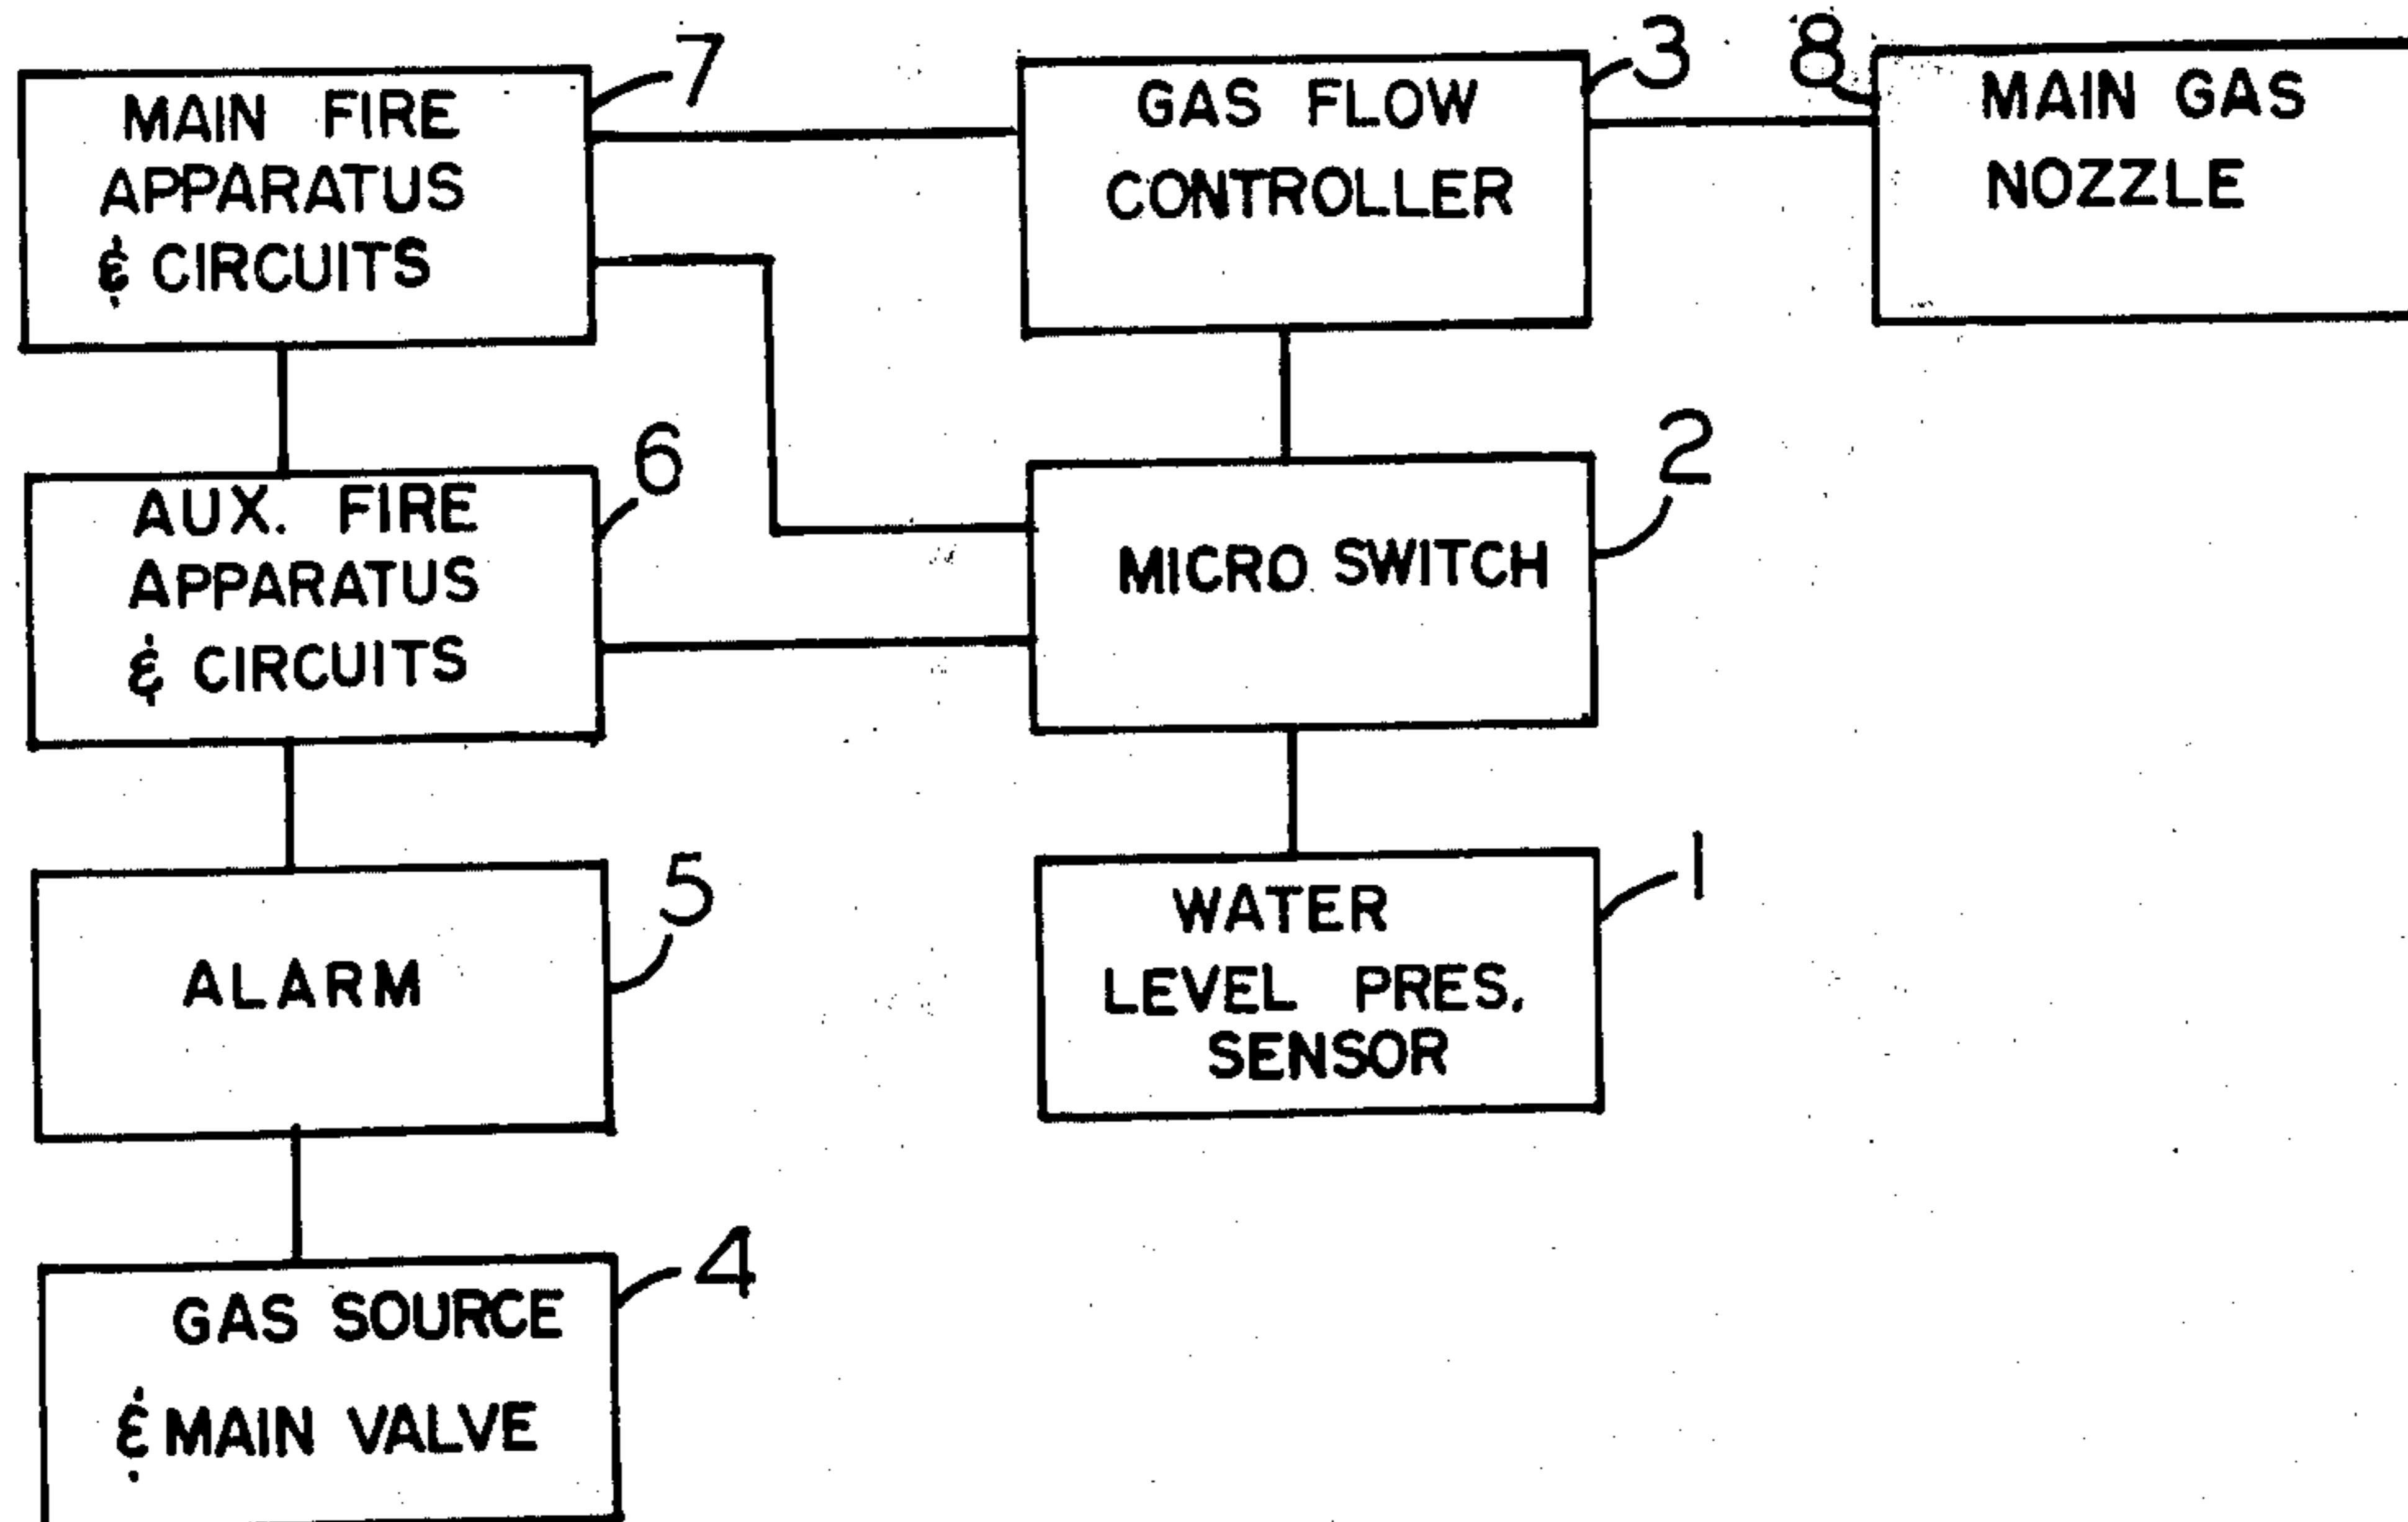 7
MAIN FIRE
APPARATUS
& CIRCUITS
3
GAS FLOW
CONTROLLER
8
MAIN GAS
NOZZLE
6
AUX. FIRE
APPARATUS
& CIRCUITS
2
MICRO SWITCH
5
ALARM
1
WATER
LEVEL PRES.
SENSOR
4
GAS SOURCE
& MAIN VALVE